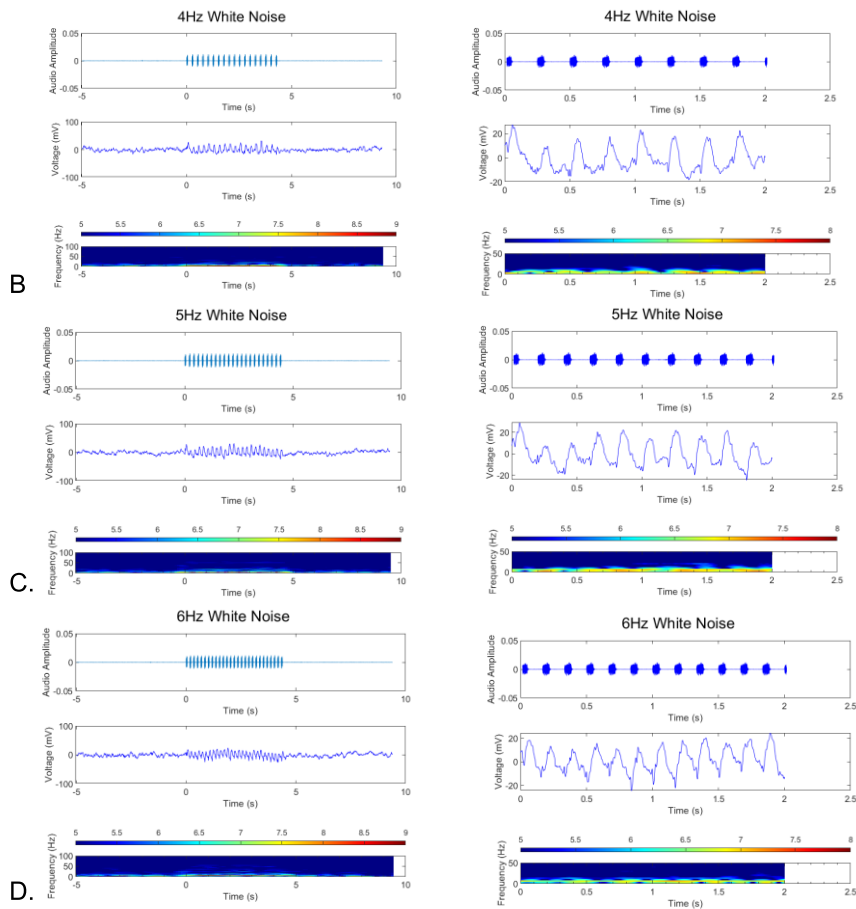 4Hz White Noise
0.05
0
-0.05
Audio Amplitude
-5 0 5 10
Time (s)
100
0
-100
Voltage (mV)
-5 0 5 10
Time (s)
5 5.5 6 6.5 7 7.5 8 8.5 9
100
50
0
Frequency (Hz)
-5 0 5 10
Time (s)
4Hz White Noise
0.05
0
-0.05
Audio Amplitude
0 0.5 1 1.5 2 2.5
Time (s)
20
0
-20
Voltage (mV)
0 0.5 1 1.5 2 2.5
Time (s)
5 5.5 6 6.5 7 7.5 8
50
0
Frequency (Hz)
0 0.5 1 1.5 2 2.5
Time (s)
B
5Hz White Noise
0.05
0
-0.05
Audio Amplitude
-5 0 5 10
Time (s)
100
0
-100
Voltage (mV)
-5 0 5 10
Time (s)
5 5.5 6 6.5 7 7.5 8 8.5 9
100
50
0
Frequency (Hz)
-5 0 5 10
Time (s)
5Hz White Noise
0.05
0
-0.05
Audio Amplitude
0 0.5 1 1.5 2 2.5
Time (s)
20
0
-20
Voltage (mV)
0 0.5 1 1.5 2 2.5
Time (s)
5 5.5 6 6.5 7 7.5 8
50
0
Frequency (Hz)
0 0.5 1 1.5 2 2.5
Time (s)
C.
6Hz White Noise
0.05
0
-0.05
Audio Amplitude
-5 0 5 10
Time (s)
100
0
-100
Voltage (mV)
-5 0 5 10
Time (s)
5 5.5 6 6.5 7 7.5 8 8.5 9
100
50
0
Frequency (Hz)
-5 0 5 10
Time (s)
6Hz White Noise
0.05
0
-0.05
Audio Amplitude
0 0.5 1 1.5 2 2.5
Time (s)
20
0
-20
Voltage (mV)
0 0.5 1 1.5 2 2.5
Time (s)
5 5.5 6 6.5 7 7.5 8
50
0
Frequency (Hz)
0 0.5 1 1.5 2 2.5
Time (s)
D.